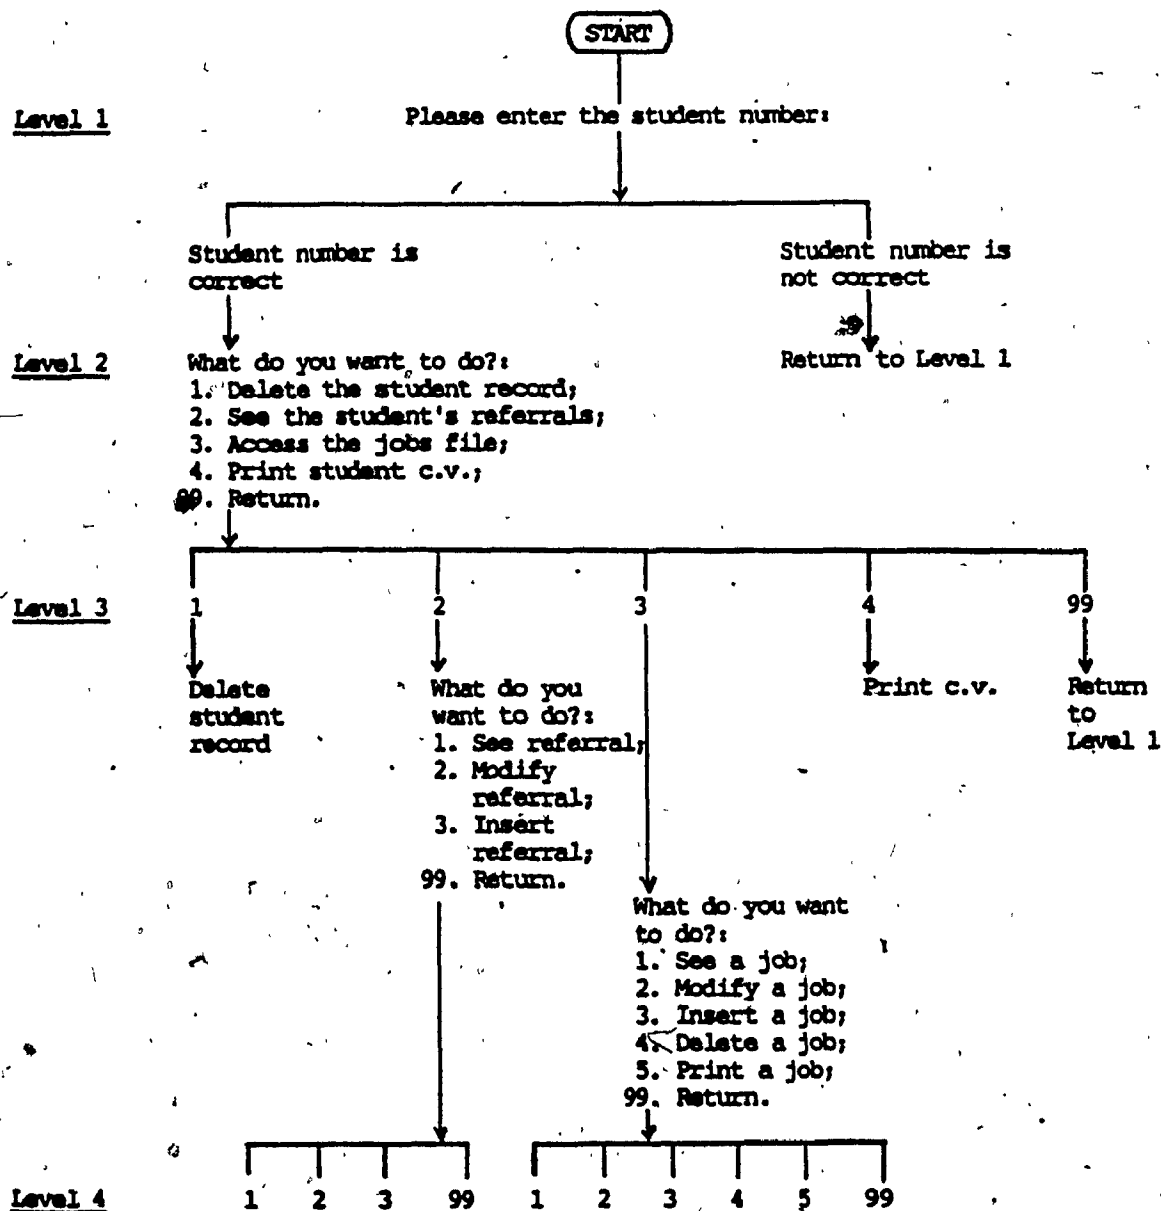 START
Level 1
Please enter the student number:
Student number is
correct
Student number is
not correct
Level 2
What do you want to do?:
1. Delete the student record;
2. See the student's referrals;
3. Access the jobs file;
4. Print student c.v.;
99. Return.
Return to Level 1
Level 3
1
2
3
4
99
Delete
student
record
What do you
want to do?:
1. See referral;
2. Modify
referral;
3. Insert
referral;
99. Return.
Print c.v.
Return
to
Level 1
What do you want
to do?:
1. See a job;
2. Modify a job;
3. Insert a job;
4. Delete a job;
5. Print a job;
99. Return.
Level 4
1 2 3 99
1 2 3 4 5 99